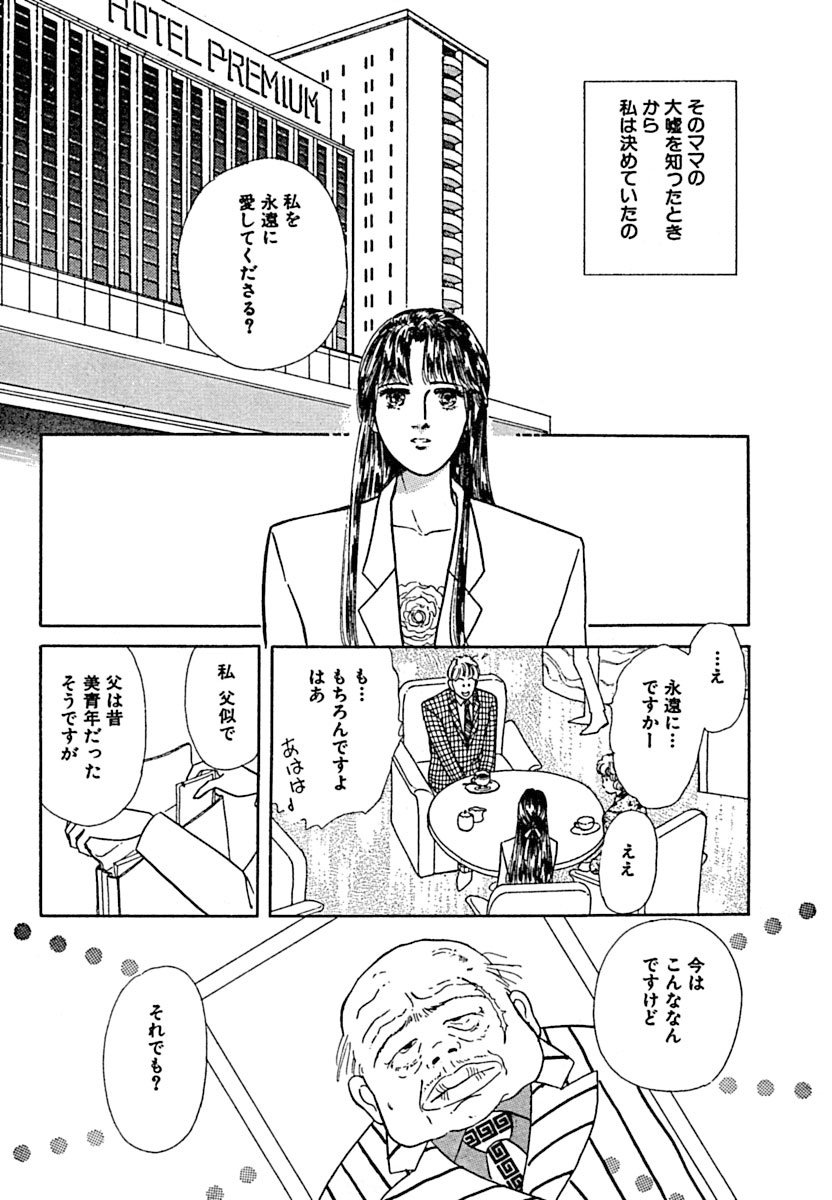 そのママの
大嘘を知ったとき
から
私は決めていたの
HOTEL PREMIUM
私を
永遠に
愛してくださる?
…え
永遠に…
ですかー
ええ
も…
もちろんですよ
はあ
あはは
私 父似で
父は昔
美青年だった
そうですが
今は
こんななん
ですけど
それでも?